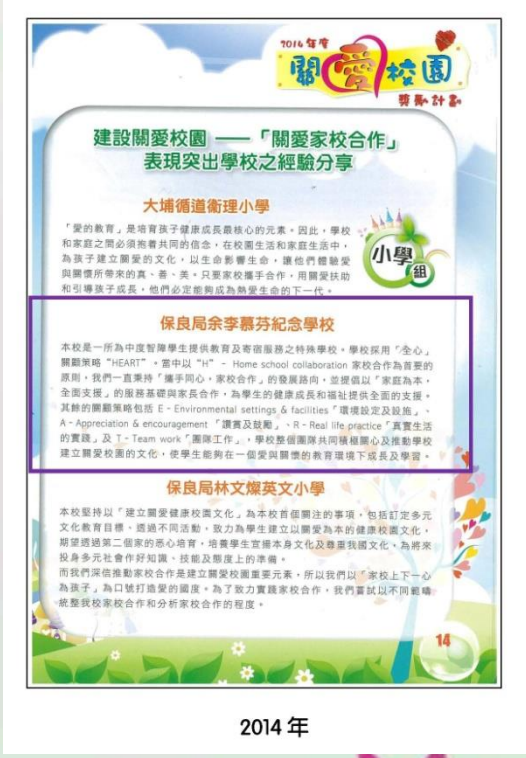 2014年度
關愛校園
獎勵計劃
建設關愛校園 ——「關愛家校合作」
表現突出學校之經驗分享
大埔循道衞理小學
「愛的教育」是培育孩子健康成長最核心的元素。因此，學校
和家庭之間必須抱着共同的信念，在校園生活和家庭生活中，
為孩子建立關愛的文化，以生命影響生命，讓他們體驗愛
與關懷所帶來的真、善、美。只要家校攜手合作，用關愛扶助
和引導孩子成長，他們必定能夠成為熱愛生命的下一代。
小學
組
保良局余李慕芬紀念學校
本校是一所為中度智障學生提供教育及寄宿服務之特殊學校。學校採用「全心」
關顧策略 “HEART”。當中以 “H” - Home school collaboration 家校合作為首要的
原則，我們一直秉持「攜手同心，家校合作」的發展路向，並提倡以「家庭為本，
全面支援」的服務基礎與家長合作，為學生的健康成長和福祉提供全面的支援。
其餘的關顧策略包括 E - Environmental settings & facilities「環境設定及設施」、
A - Appreciation & encouragement「讚賞及鼓勵」、R - Real life practice「真實生活
的實踐」及 T - Team work「團隊工作」，學校整個團隊共同積極關心及推動學校
建立關愛校園的文化，使學生能夠在一個愛與關懷的教育環境下成長及學習。
保良局林文燦英文小學
本校堅持以「建立關愛健康校園文化」為本校首個關注的事項，包括訂定多元
文化教育目標、透過不同活動，致力為學生建立以關愛為本的健康校園文化，
期望透過第二個家的悉心培育，培養學生宣揚本身文化及尊重我國文化，為將來
投身多元社會作好知識、技能及態度上的準備。
而我們深信推動家校合作是建立關愛校園重要元素，所以我們以「家校上下一心
為孩子」為口號打造愛的國度。為了致力實踐家校合作，我們嘗試以不同範疇
統整我校家校合作和分析家校合作的程度。
14
2014 年